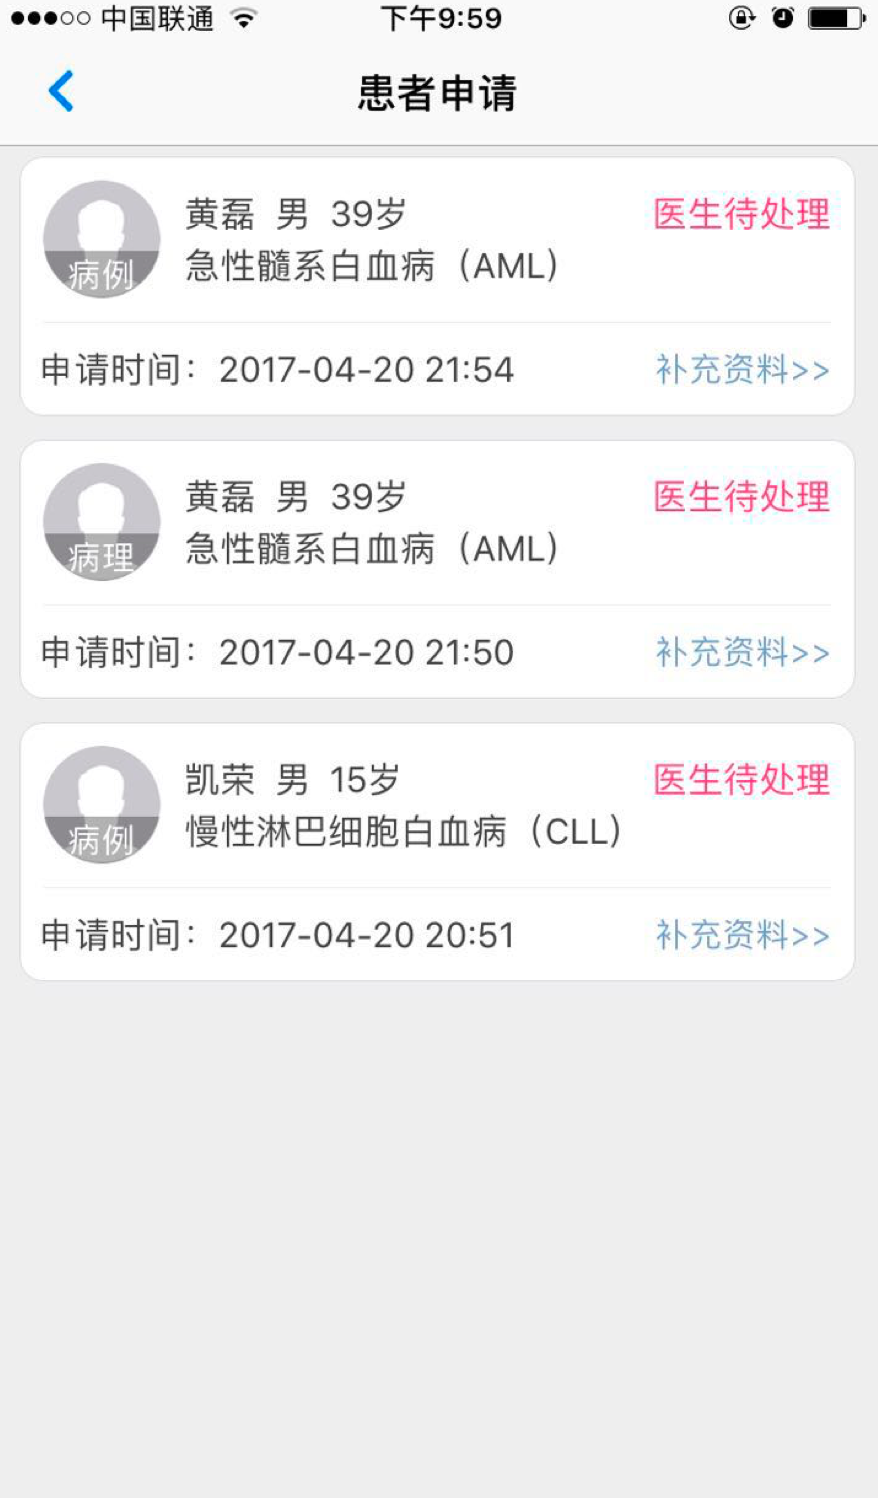 中国联通 下午9:59
患者申请
黄磊 男 39岁 医生待处理
急性髓系白血病（AML）
病例
申请时间：2017-04-20 21:54 补充资料>>
黄磊 男 39岁 医生待处理
急性髓系白血病（AML）
病理
申请时间：2017-04-20 21:50 补充资料>>
凯荣 男 15岁 医生待处理
慢性淋巴细胞白血病（CLL）
病例
申请时间：2017-04-20 20:51 补充资料>>